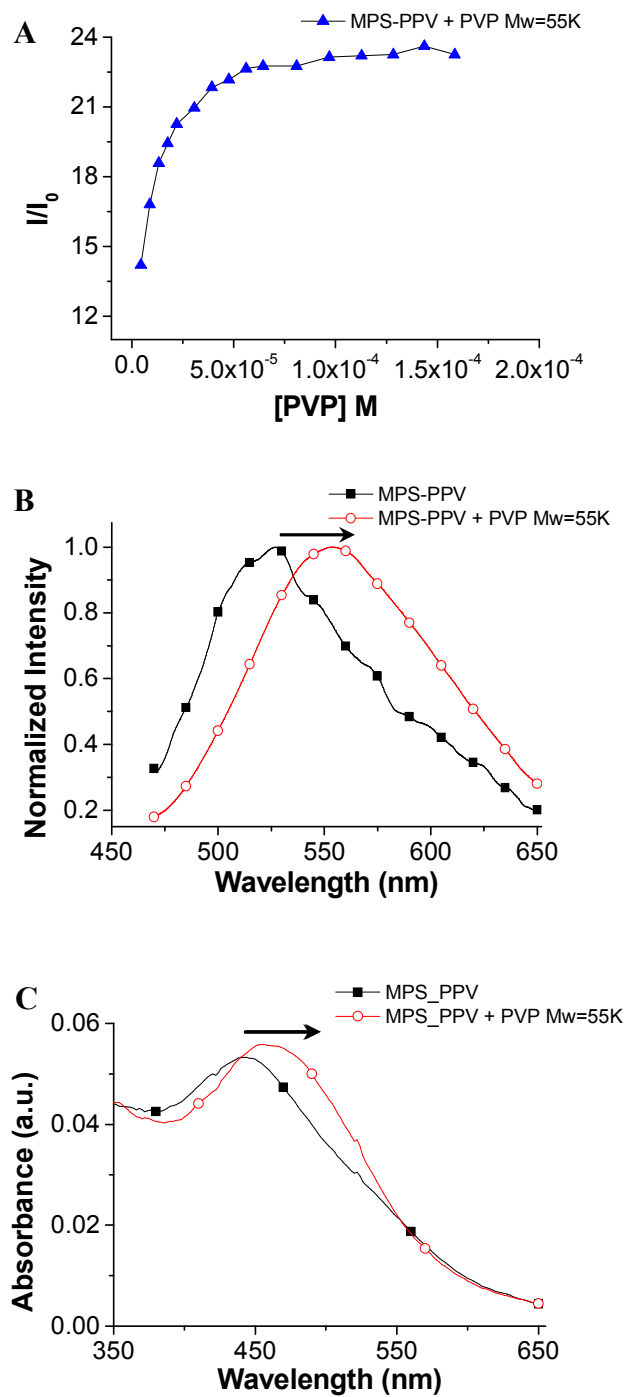 A
MPS-PPV + PVP Mw=55K
24
21
18
15
12
I/I₀
0.0 5.0x10⁻⁵ 1.0x10⁻⁴ 1.5x10⁻⁴ 2.0x10⁻⁴
[PVP] M
B
MPS-PPV
MPS-PPV + PVP Mw=55K
1.0
0.8
0.6
0.4
0.2
Normalized Intensity
450 500 550 600 650
Wavelength (nm)
C
MPS_PPV
MPS_PPV + PVP Mw=55K
0.06
0.04
0.02
0.00
Absorbance (a.u.)
350 450 550 650
Wavelength (nm)